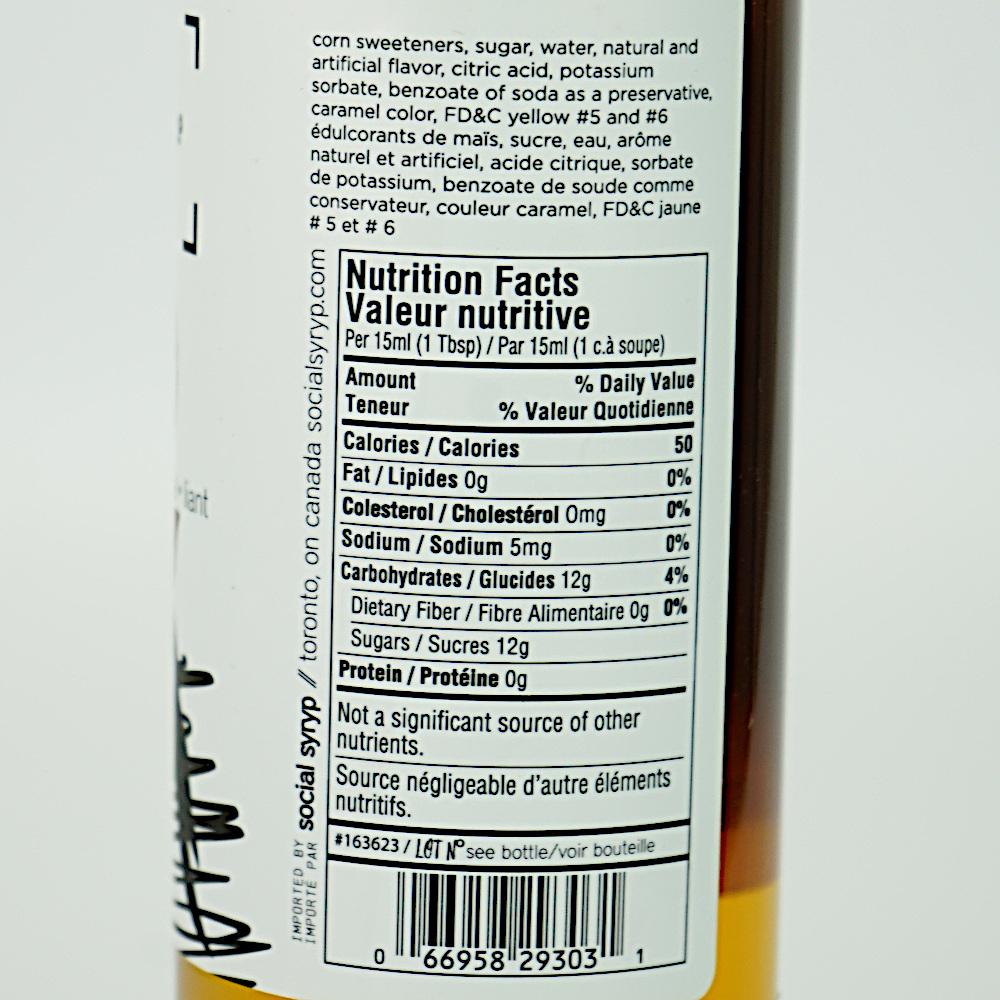 corn sweeteners, sugar, water, natural and
artificial flavor, citric acid, potassium
sorbate, benzoate of soda as a preservative,
caramel color, FD&C yellow #5 and #6
édulcorants de maïs, sucre, eau, arôme
naturel et artificiel, acide citrique, sorbate
de potassium, benzoate de soude comme
conservateur, couleur caramel, FD&C jaune
# 5 et # 6
Nutrition Facts
Valeur nutritive
Per 15ml (1 Tbsp) / Par 15ml (1 c.à soupe)
Amount % Daily Value
Teneur % Valeur Quotidienne
Calories / Calories 50
Fat / Lipides 0g 0%
Colesterol / Cholestérol 0mg 0%
Sodium / Sodium 5mg 0%
Carbohydrates / Glucides 12g 4%
Dietary Fiber / Fibre Alimentaire 0g 0%
Sugars / Sucres 12g
Protein / Protéine 0g
Not a significant source of other
nutrients.
Source négligeable d'autre éléments
nutritifs.
#163623 / LOT Nº see bottle/voir bouteille
0 66958 29303 1
IMPORTED BY
IMPORTÉ PAR
social syryp // toronto, on canada socialsyryp.com